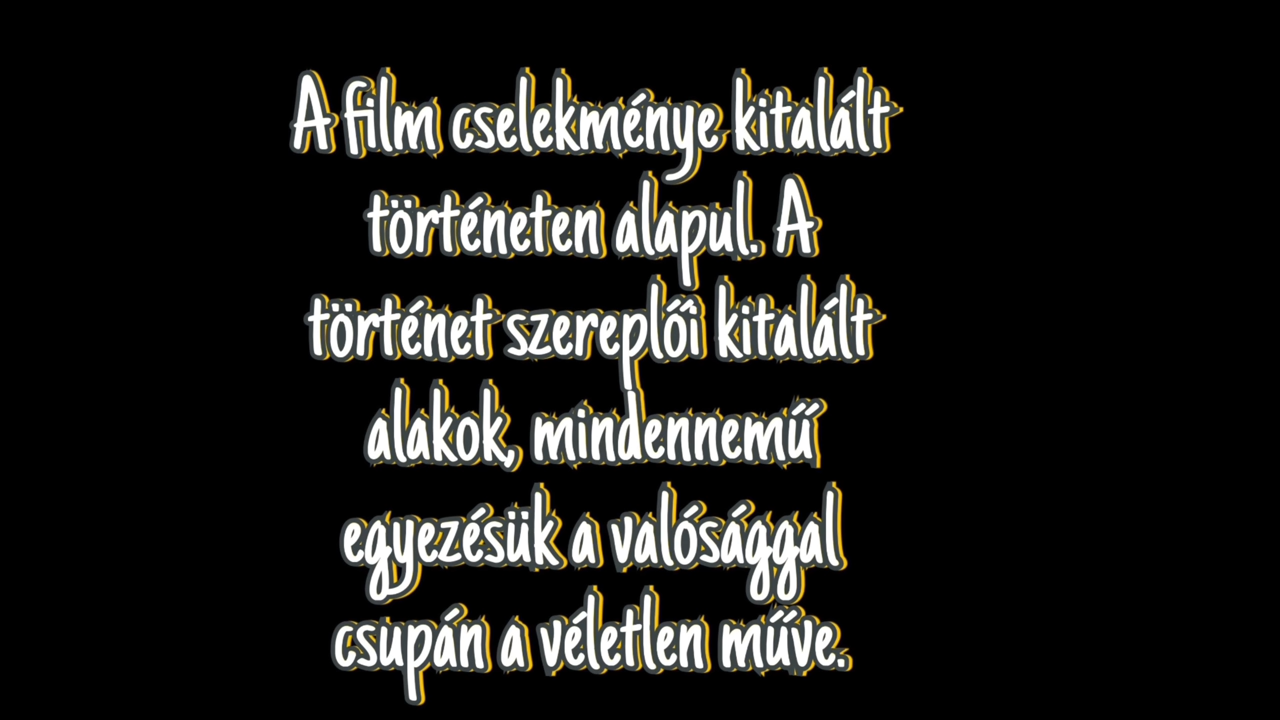 A film cselekménye kitalált
történeten alapul. A
történet szereplői kitalált
alakok, mindennemű
egyezésük a valósággal
csupán a véletlen műve.